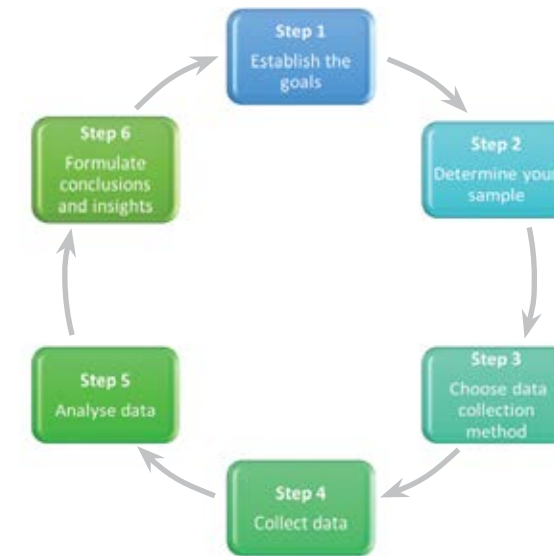 Step 1
Establish the
goals
Step 2
Determine your
sample
Step 3
Choose data
collection
method
Step 4
Collect data
Step 5
Analyse data
Step 6
Formulate
conclusions
and insights